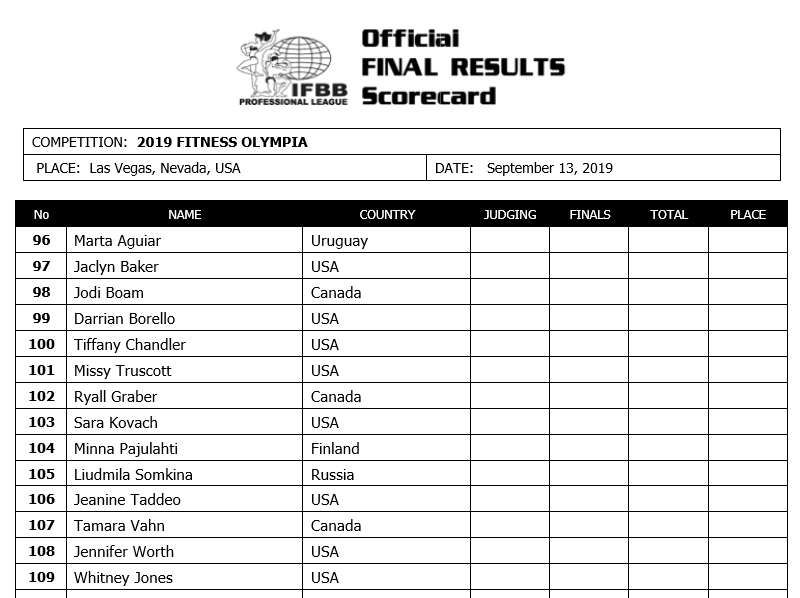 Official
FINAL RESULTS
Scorecard
IFBB
PROFESSIONAL LEAGUE
COMPETITION: 2019 FITNESS OLYMPIA
PLACE: Las Vegas, Nevada, USA DATE: September 13, 2019
No NAME COUNTRY JUDGING FINALS TOTAL PLACE
96 Marta Aguiar Uruguay
97 Jaclyn Baker USA
98 Jodi Boam Canada
99 Darrian Borello USA
100 Tiffany Chandler USA
101 Missy Truscott USA
102 Ryall Graber Canada
103 Sara Kovach USA
104 Minna Pajulahti Finland
105 Liudmila Somkina Russia
106 Jeanine Taddeo USA
107 Tamara Vahn Canada
108 Jennifer Worth USA
109 Whitney Jones USA